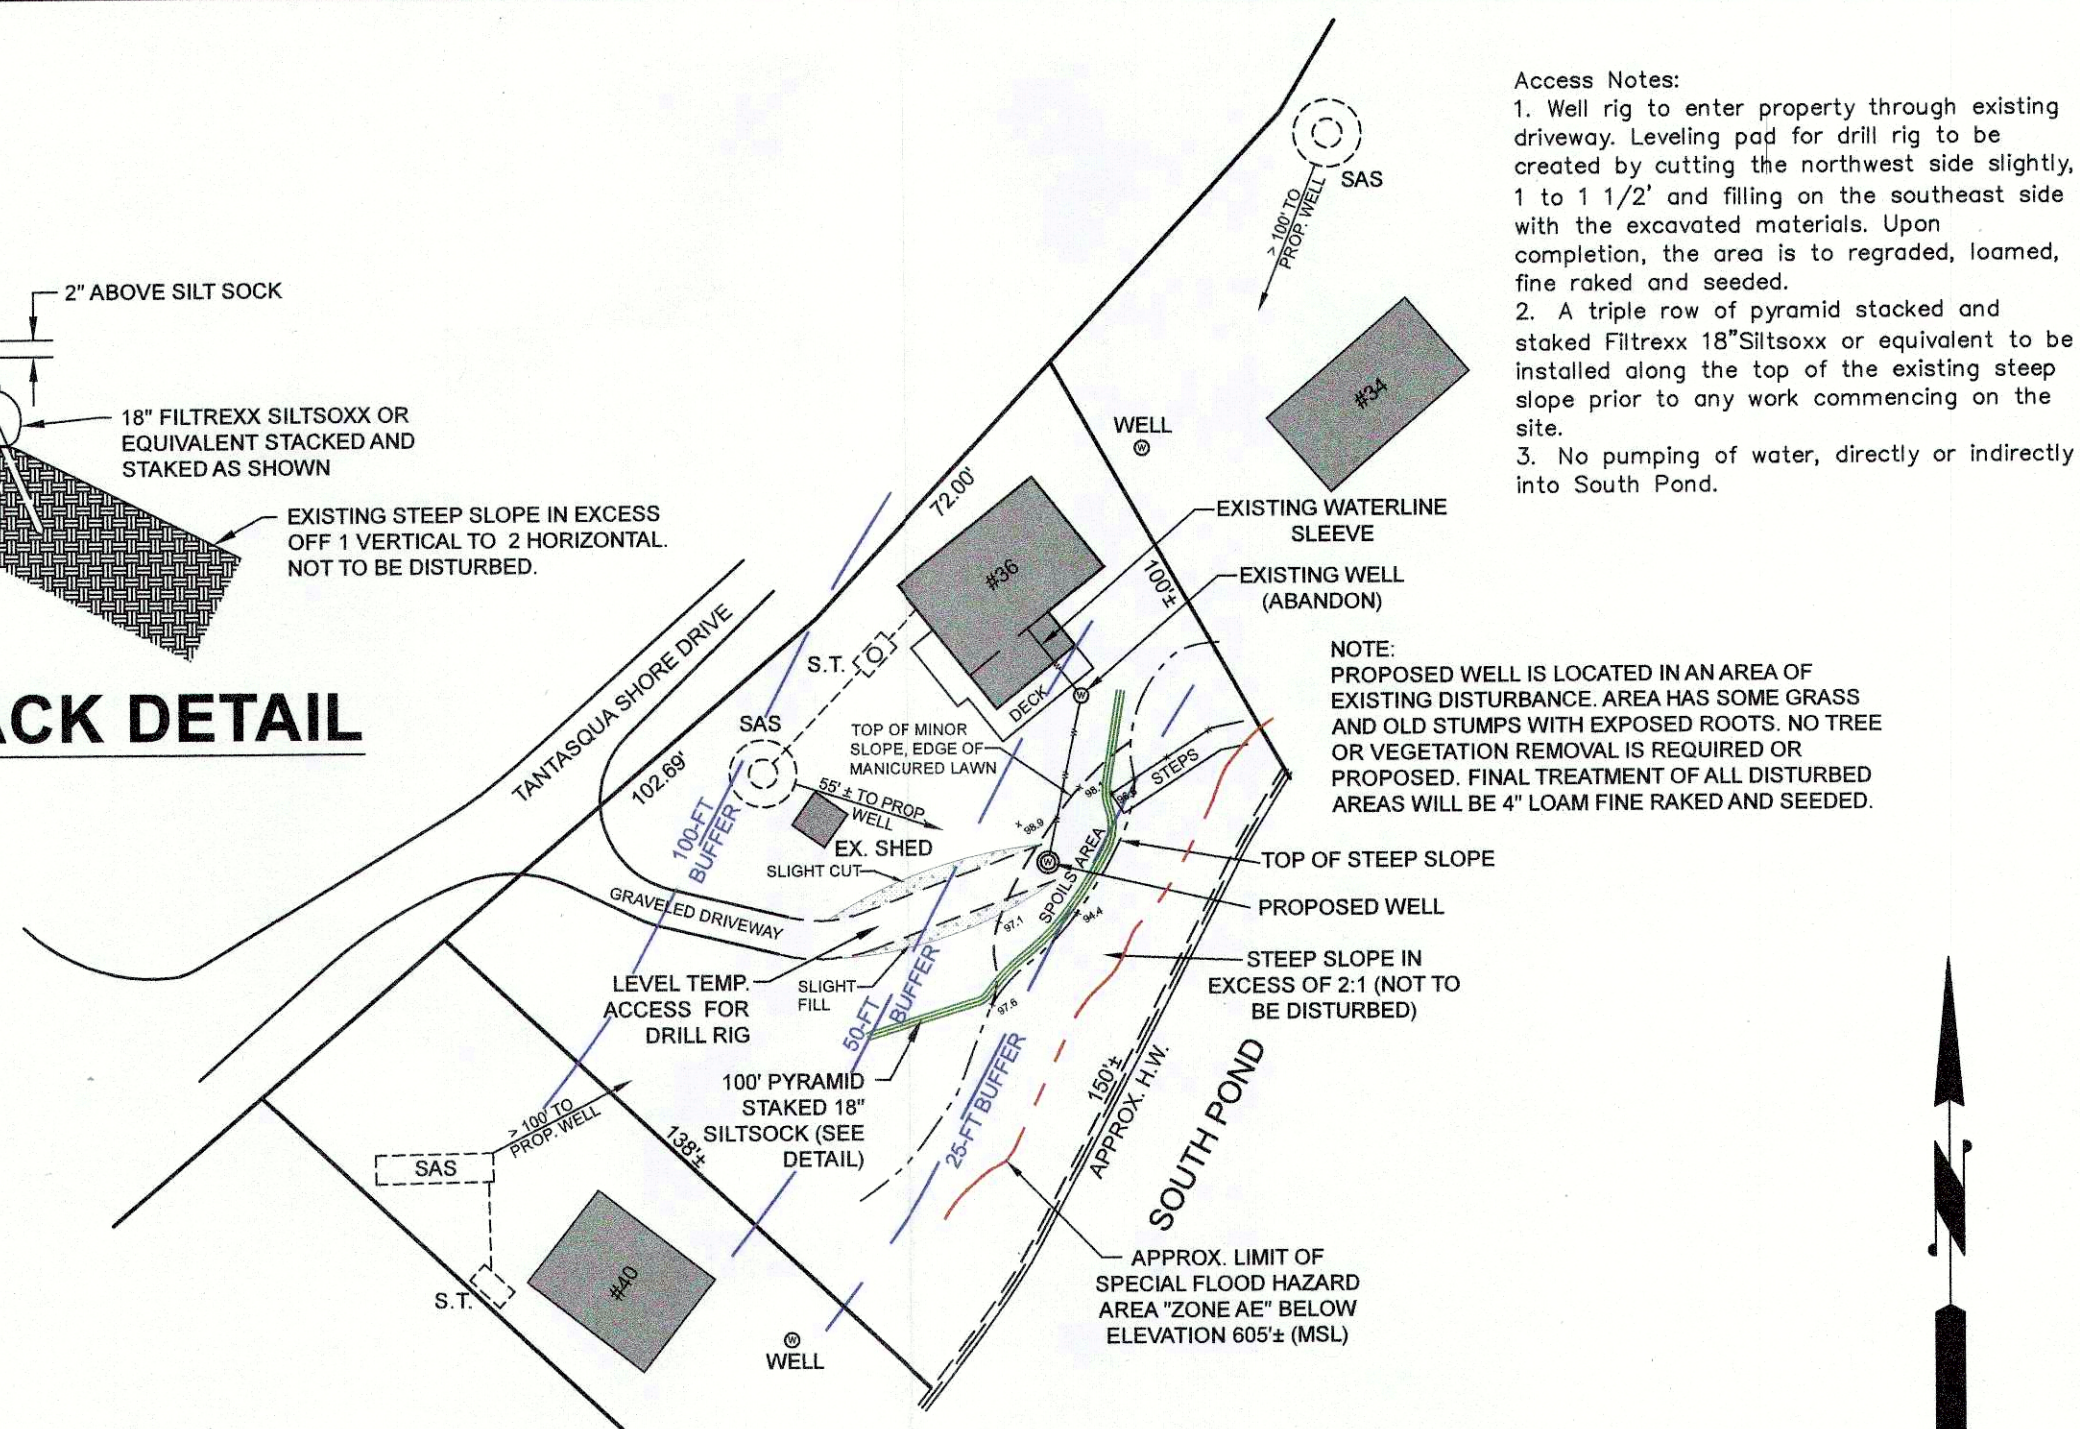 Access Notes:
1. Well rig to enter property through existing
driveway. Leveling pad for drill rig to be
created by cutting the northwest side slightly,
1 to 1 1/2' and filling on the southeast side
with the excavated materials. Upon
completion, the area is to regraded, loamed,
fine raked and seeded.
2. A triple row of pyramid stacked and
staked Filtrexx 18"Siltsoxx or equivalent to be
installed along the top of the existing steep
slope prior to any work commencing on the
site.
3. No pumping of water, directly or indirectly
into South Pond.
2" ABOVE SILT SOCK
18" FILTREXX SILTSOXX OR
EQUIVALENT STACKED AND
STAKED AS SHOWN
EXISTING STEEP SLOPE IN EXCESS
OFF 1 VERTICAL TO 2 HORIZONTAL.
NOT TO BE DISTURBED.
ACK DETAIL
SAS
> 100' TO
PROP. WELL
#34
WELL
W
72.00'
#36
EXISTING WATERLINE
SLEEVE
100'±
EXISTING WELL
(ABANDON)
W
NOTE:
PROPOSED WELL IS LOCATED IN AN AREA OF
EXISTING DISTURBANCE. AREA HAS SOME GRASS
AND OLD STUMPS WITH EXPOSED ROOTS. NO TREE
OR VEGETATION REMOVAL IS REQUIRED OR
PROPOSED. FINAL TREATMENT OF ALL DISTURBED
AREAS WILL BE 4" LOAM FINE RAKED AND SEEDED.
TANTASQUA SHORE DRIVE
S.T.
DECK
SAS
TOP OF MINOR
SLOPE, EDGE OF
MANICURED LAWN
STEPS
102.69'
55' ± TO PROP
WELL
98.1
98.9
100-FT
BUFFER
EX. SHED
SLIGHT CUT
W
SPOILS AREA
TOP OF STEEP SLOPE
GRAVELED DRIVEWAY
97.1
94.4
PROPOSED WELL
STEEP SLOPE IN
EXCESS OF 2:1 (NOT TO
BE DISTURBED)
LEVEL TEMP.
ACCESS FOR
DRILL RIG
SLIGHT
FILL
50-FT
BUFFER
97.6
100' PYRAMID
STAKED 18"
SILTSOCK (SEE
DETAIL)
25-FT BUFFER
150'±
APPROX. H.W.
SOUTH POND
> 100' TO
PROP. WELL
138'±
SAS
S.T.
#40
W
WELL
APPROX. LIMIT OF
SPECIAL FLOOD HAZARD
AREA "ZONE AE" BELOW
ELEVATION 605'± (MSL)
N